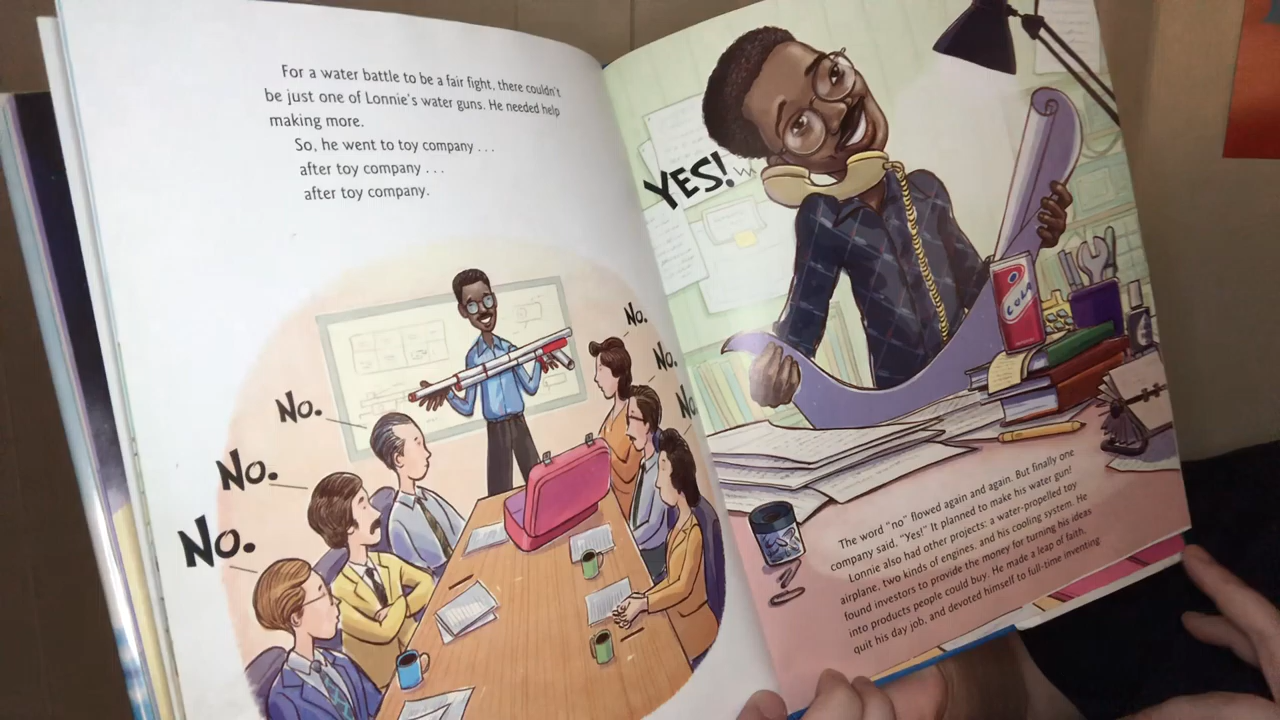 For a water battle to be a fair fight, there couldn't
be just one of Lonnie's water guns. He needed help
making more.
So, he went to toy company . . .
after toy company . . .
after toy company.
No.
No.
No.
No.
No.
No.
YES!
COLA
The word "no" flowed again and again. But finally one
company said, "Yes!" It planned to make his water gun!
Lonnie also had other projects: a water-propelled toy
airplane, two kinds of engines, and his cooling system. He
found investors to provide the money for turning his ideas
into products people could buy. He made a leap of faith,
quit his day job, and devoted himself to full-time inventing